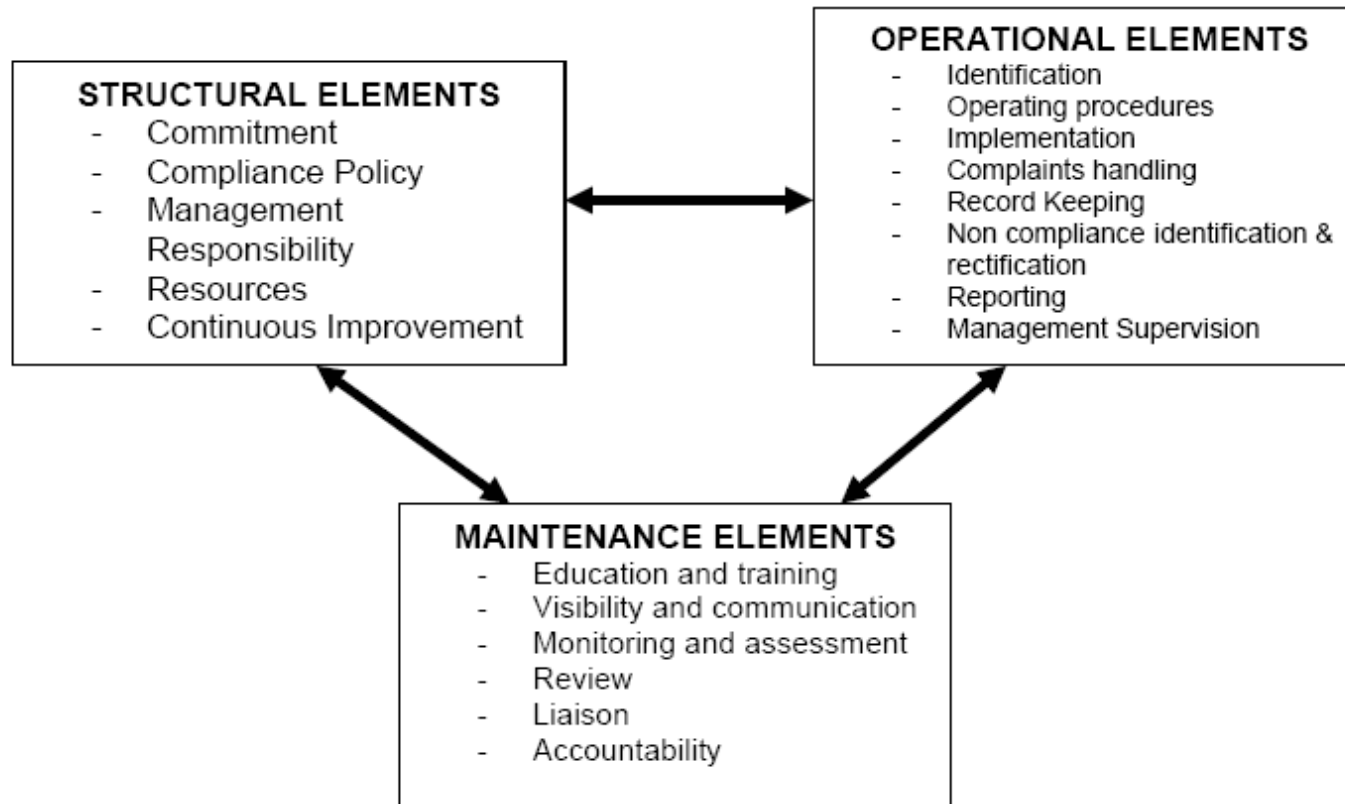 STRUCTURAL ELEMENTS
- Commitment
- Compliance Policy
- Management
Responsibility
- Resources
- Continuous Improvement
OPERATIONAL ELEMENTS
- Identification
- Operating procedures
- Implementation
- Complaints handling
- Record Keeping
- Non compliance identification &
rectification
- Reporting
- Management Supervision
MAINTENANCE ELEMENTS
- Education and training
- Visibility and communication
- Monitoring and assessment
- Review
- Liaison
- Accountability